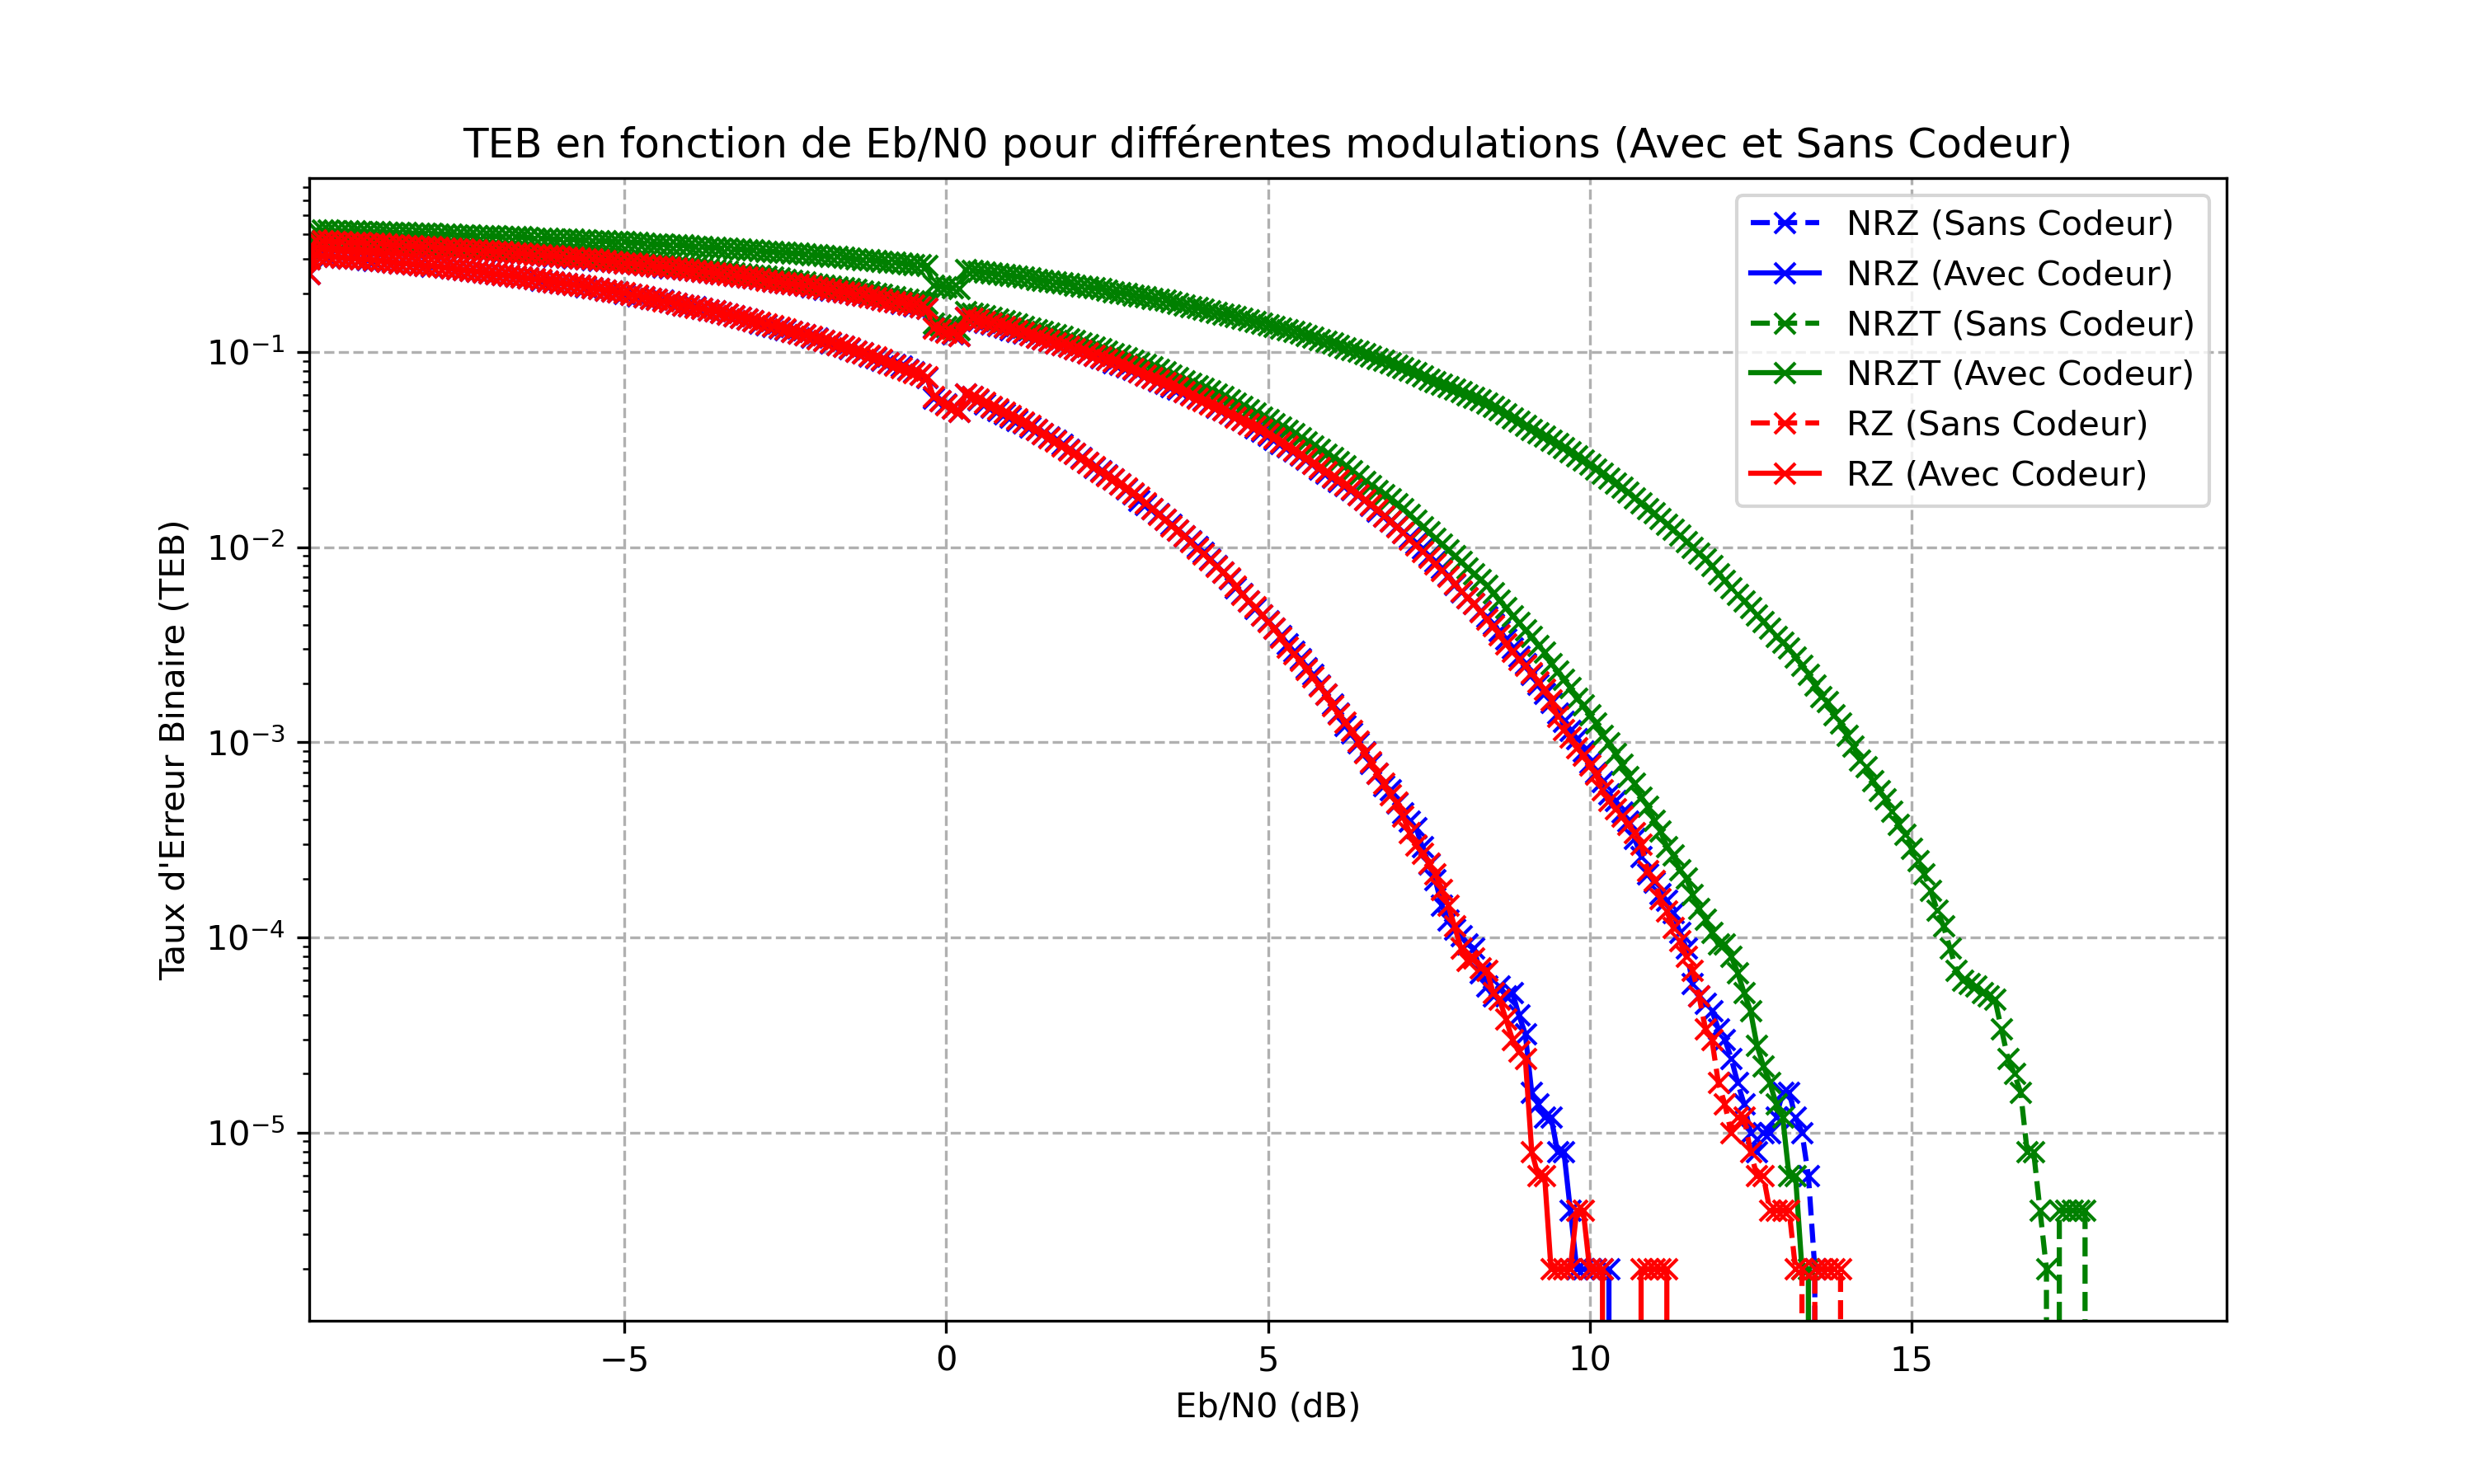 TEB en fonction de Eb/N0 pour différentes modulations (Avec et Sans Codeur)
NRZ (Sans Codeur)
NRZ (Avec Codeur)
NRZT (Sans Codeur)
NRZT (Avec Codeur)
RZ (Sans Codeur)
RZ (Avec Codeur)
Taux d'Erreur Binaire (TEB)
10⁻¹
10⁻²
10⁻³
10⁻⁴
10⁻⁵
−5 0 5 10 15
Eb/N0 (dB)